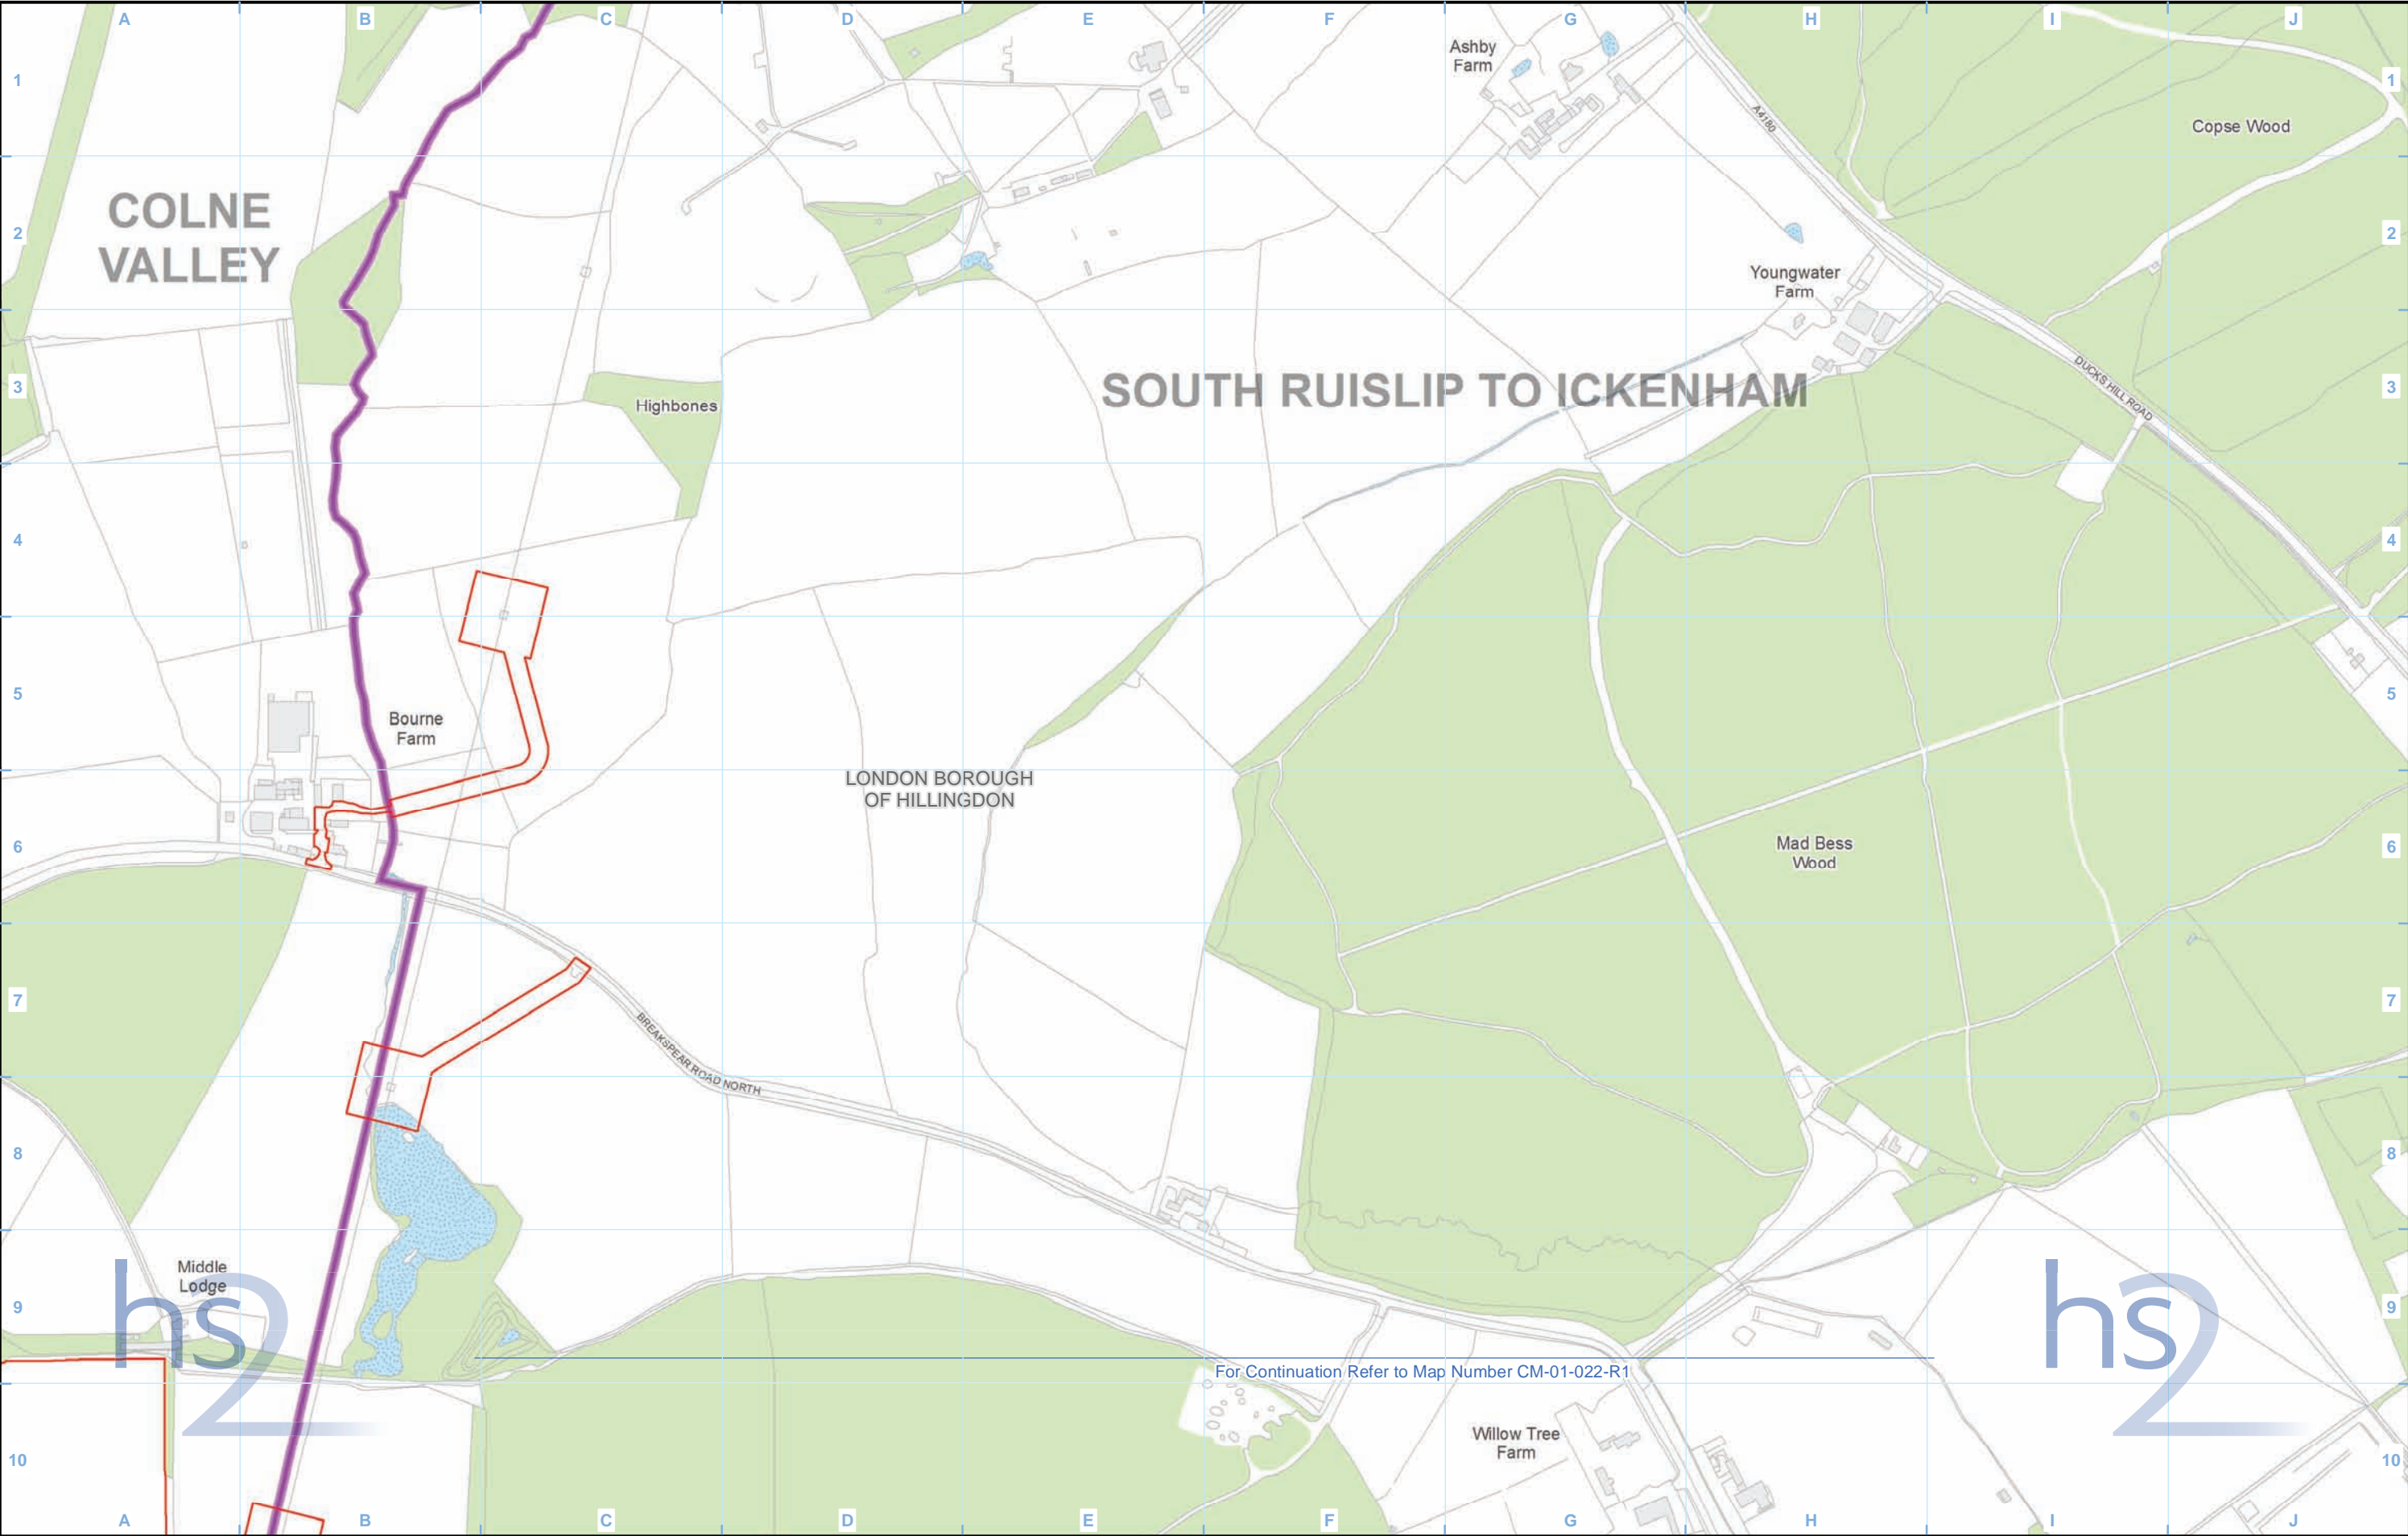 A B C D E F G H I J
1 1
2 2
3 3
4 4
5 5
6 6
7 7
8 8
9 9
10 10
Ashby
Farm
A4180
Copse Wood
COLNE
VALLEY
Youngwater
Farm
SOUTH RUISLIP TO ICKENHAM
DUCKS HILL ROAD
Highbones
Bourne
Farm
LONDON BOROUGH
OF HILLINGDON
Mad Bess
Wood
BREAKSPEAR ROAD NORTH
Middle
Lodge
hs2
hs2
For Continuation Refer to Map Number CM-01-022-R1
Willow Tree
Farm
A B C D E F G H I J